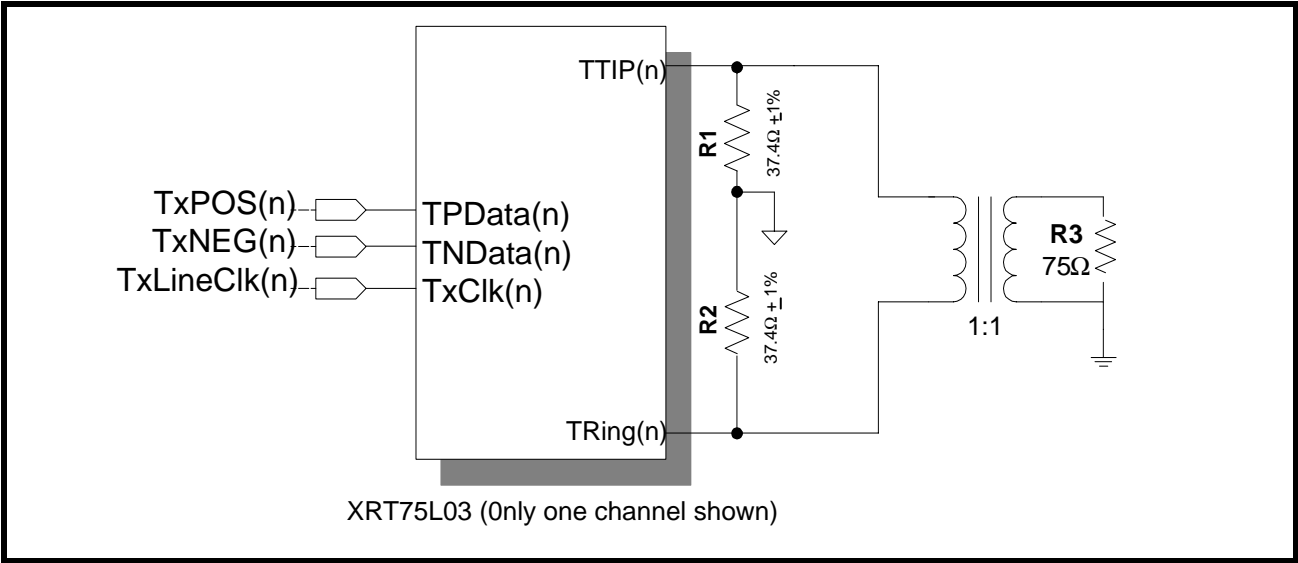 TTIP(n)
R1
37.4Ω ±1%
TxPOS(n)
TPData(n)
TxNEG(n)
TNData(n)
TxLineClk(n)
TxClk(n)
R3
75Ω
R2
37.4Ω ± 1%
1:1
TRing(n)
XRT75L03 (0nly one channel shown)